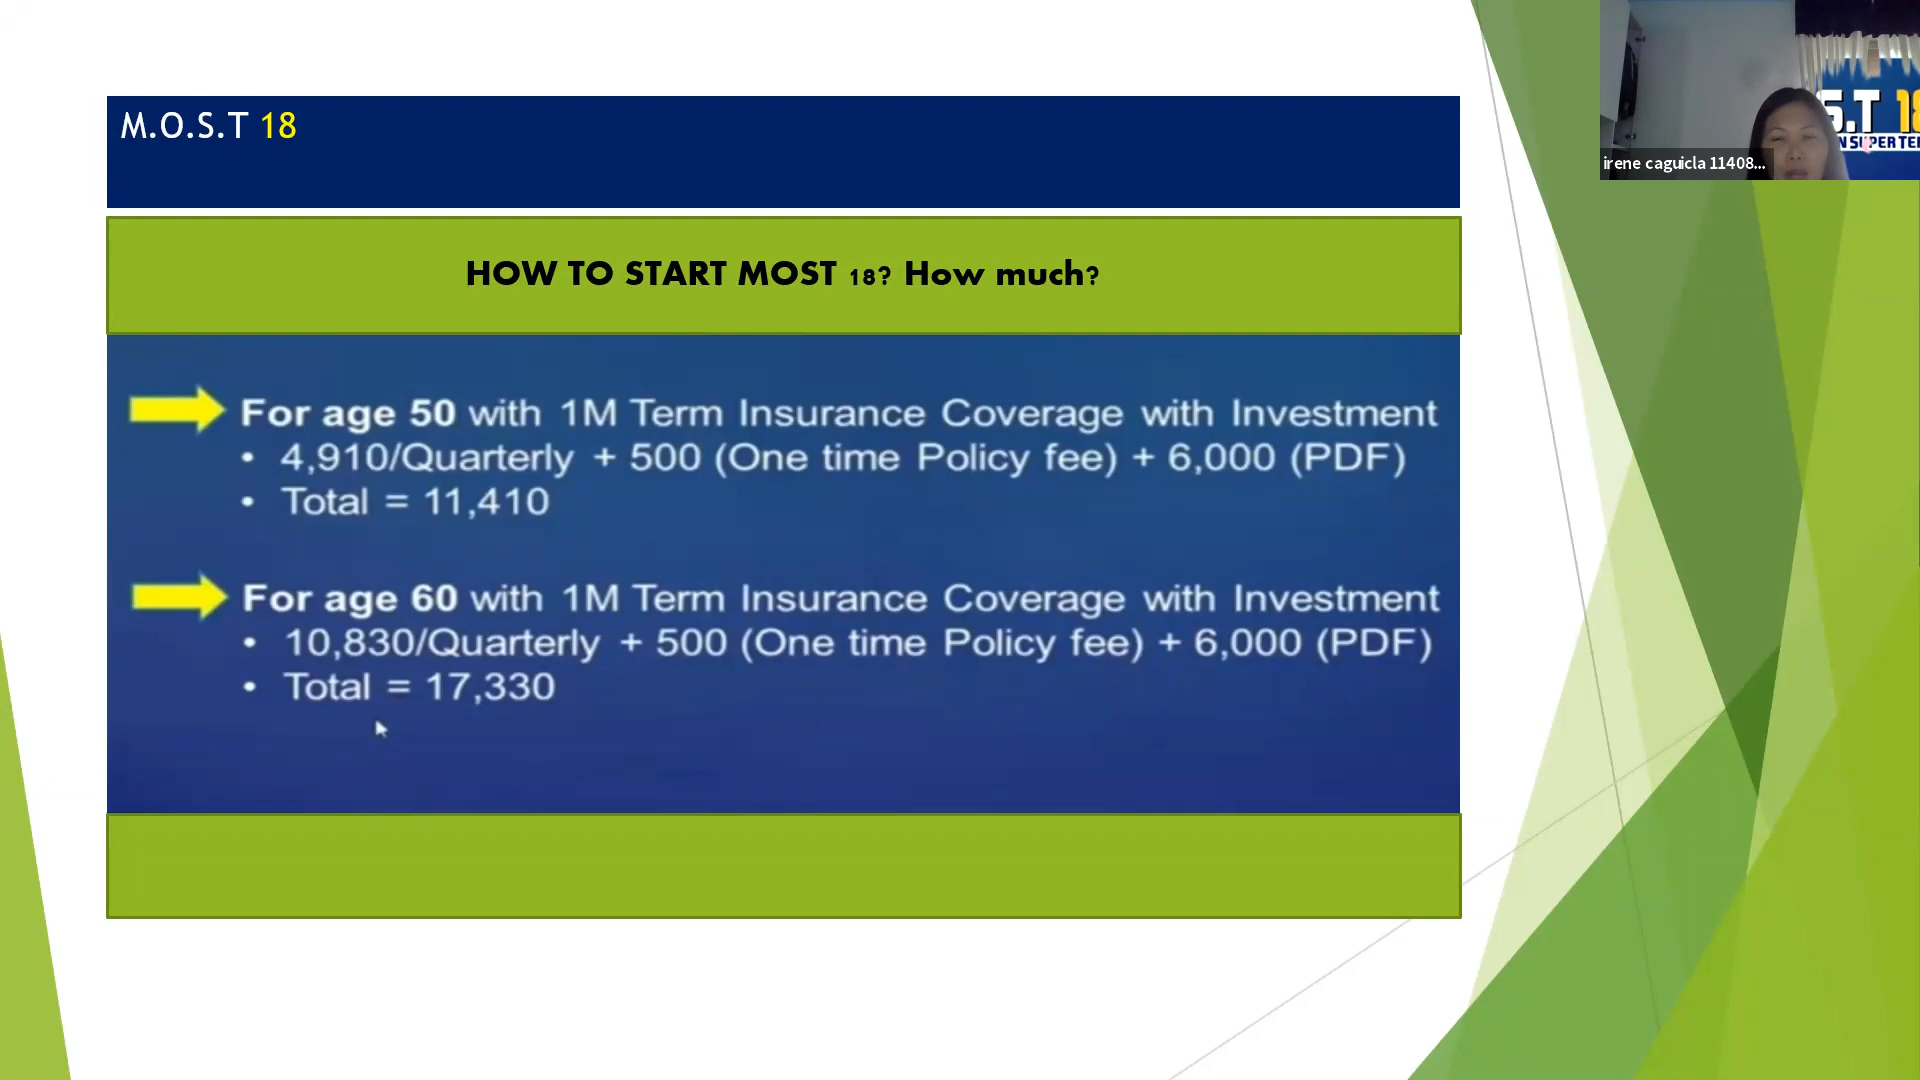 M.O.S.T 18
HOW TO START MOST 18? How much?
For age 50 with 1M Term Insurance Coverage with Investment
• 4,910/Quarterly + 500 (One time Policy fee) + 6,000 (PDF)
• Total = 11,410
For age 60 with 1M Term Insurance Coverage with Investment
• 10,830/Quarterly + 500 (One time Policy fee) + 6,000 (PDF)
• Total = 17,330
S.T 18
N SUPER TE
irene caguicla 11408...